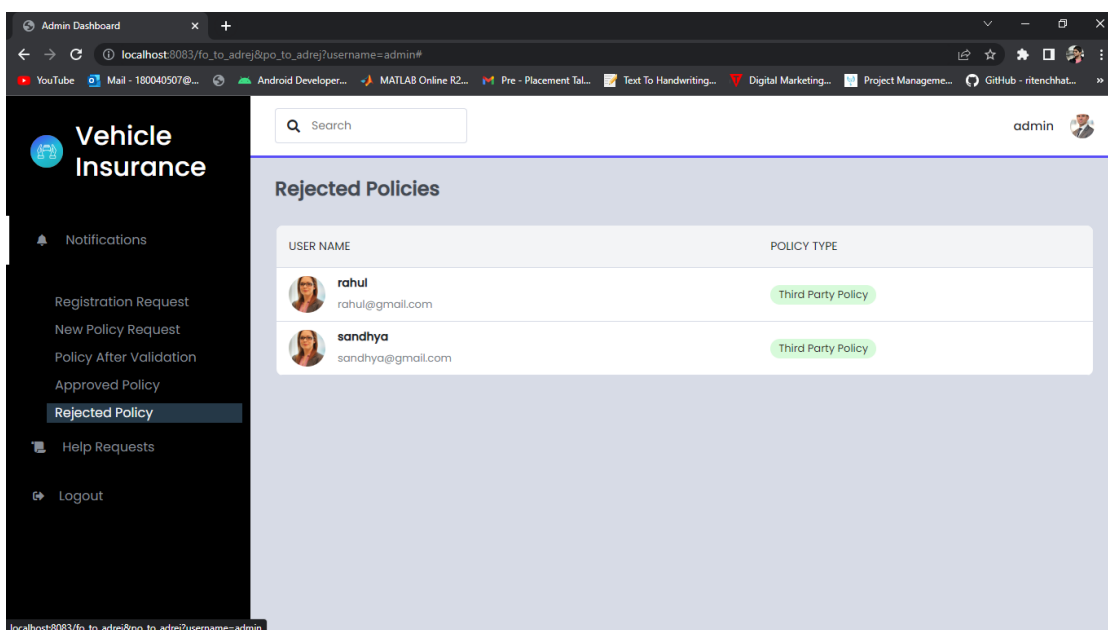 Admin Dashboard
localhost:8083/fo_to_adrej&po_to_adrej?username=admin#
YouTube Mail - 180040507@... Android Developer... MATLAB Online R2... Pre - Placement Tal... Text To Handwriting... Digital Marketing... Project Manageme... GitHub - ritenchhat... »
Vehicle
Insurance
Search
admin
Rejected Policies
Notifications
USER NAME POLICY TYPE
rahul
rahul@gmail.com
Third Party Policy
sandhya
sandhya@gmail.com
Third Party Policy
Registration Request
New Policy Request
Policy After Validation
Approved Policy
Rejected Policy
Help Requests
Logout
localhost:8083/fo_to_adrej&po_to_adrej?username=admin